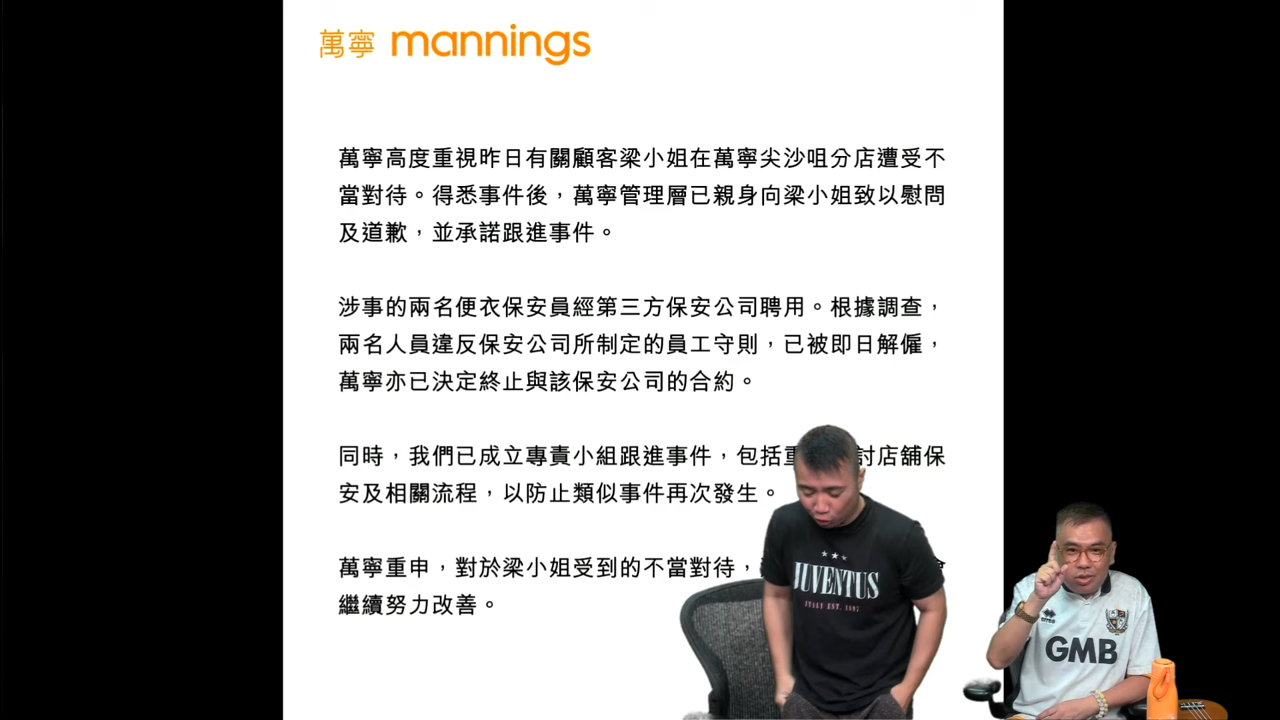 萬寧 mannings
萬寧高度重視昨日有關顧客梁小姐在萬寧尖沙咀分店遭受不
當對待。得悉事件後，萬寧管理層已親身向梁小姐致以慰問
及道歉，並承諾跟進事件。
涉事的兩名便衣保安員經第三方保安公司聘用。根據調查，
兩名人員違反保安公司所制定的員工守則，已被即日解僱，
萬寧亦已決定終止與該保安公司的合約。
同時，我們已成立專責小組跟進事件，包括重 討店舖保
安及相關流程，以防止類似事件再次發生。
萬寧重申，對於梁小姐受到的不當對待，
繼續努力改善。
JUVENTUS
ITALY EST. 1897
GMB